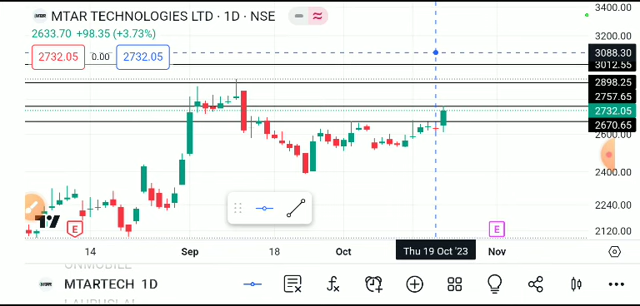 MTAR TECHNOLOGIES LTD · 1D · NSE
2633.70 +98.35 (+3.73%)
2732.05 0.00 2732.05
3400.00
3200.00
3088.30
3012.55
2898.25
2757.65
2732.05
2670.65
2600.00
2400.00
2240.00
2120.00
E
E
14 Sep 18 Oct Thu 19 Oct '23 Nov
MTARTECH 1D